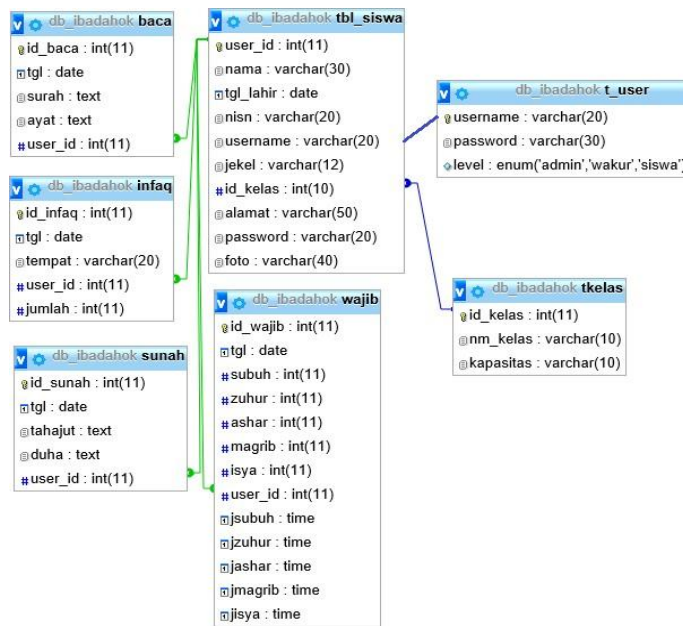 v db_ibadahok baca
id_baca : int(11)
tgl : date
surah : text
ayat : text
# user_id : int(11)
v db_ibadahok infaq
id_infaq : int(11)
tgl : date
tempat : varchar(20)
# user_id : int(11)
# jumlah : int(11)
v db_ibadahok sunah
id_sunah : int(11)
tgl : date
tahajut : text
duha : text
# user_id : int(11)
v db_ibadahok tbl_siswa
user_id : int(11)
nama : varchar(30)
tgl_lahir : date
nisn : varchar(20)
username : varchar(20)
jekel : varchar(12)
# id_kelas : int(10)
alamat : varchar(50)
password : varchar(20)
foto : varchar(40)
v db_ibadahok wajib
id_wajib : int(11)
tgl : date
# subuh : int(11)
# zuhur : int(11)
# ashar : int(11)
# magrib : int(11)
# isya : int(11)
# user_id : int(11)
jsubuh : time
jzuhur : time
jashar : time
jmagrib : time
jisya : time
v db_ibadahok t_user
username : varchar(20)
password : varchar(30)
level : enum('admin','wakur','siswa')
v db_ibadahok tkelas
id_kelas : int(11)
nm_kelas : varchar(10)
kapasitas : varchar(10)